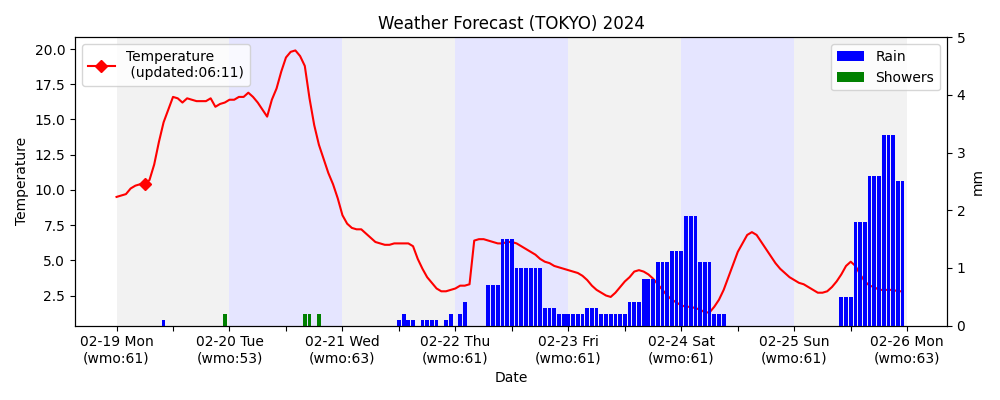 Weather Forecast (TOKYO) 2024
Temperature
(updated:06:11)
Rain
Showers
Temperature
20.0
17.5
15.0
12.5
10.0
7.5
5.0
2.5
5
4
3
2
1
0
mm
02-19 Mon
(wmo:61)
02-20 Tue
(wmo:53)
02-21 Wed
(wmo:63)
02-22 Thu
(wmo:61)
02-23 Fri
(wmo:61)
02-24 Sat
(wmo:61)
02-25 Sun
(wmo:61)
02-26 Mon
(wmo:63)
Date